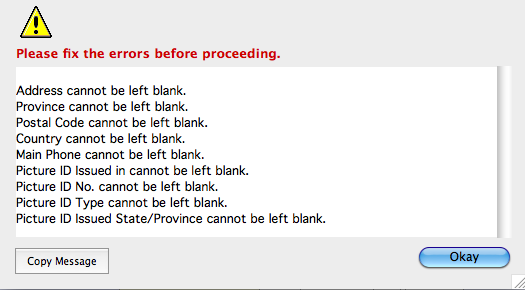 Please fix the errors before proceeding.
Address cannot be left blank.
Province cannot be left blank.
Postal Code cannot be left blank.
Country cannot be left blank.
Main Phone cannot be left blank.
Picture ID Issued in cannot be left blank.
Picture ID No. cannot be left blank.
Picture ID Type cannot be left blank.
Picture ID Issued State/Province cannot be left blank.
Copy Message
Okay